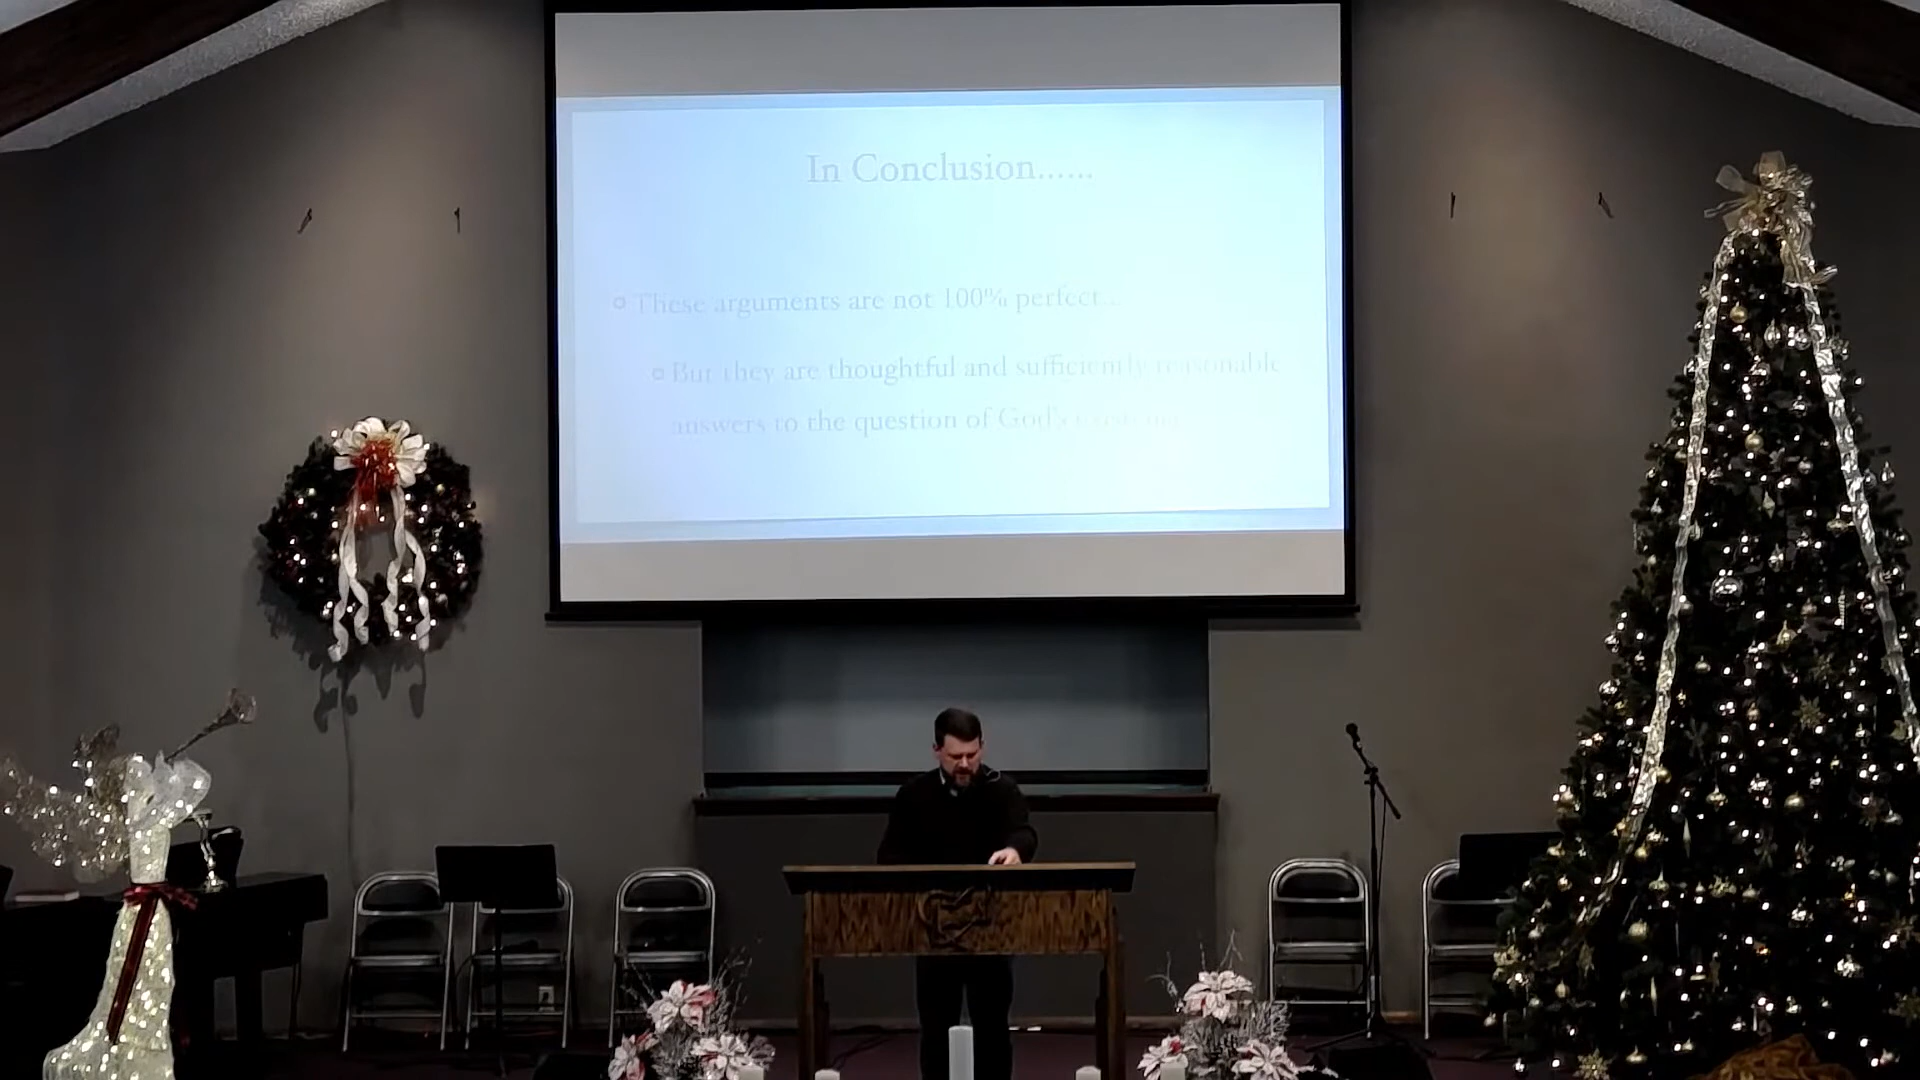 In Conclusion......
These arguments are not 100% perfect...
But they are thoughtful and sufficiently reasonable
answers to the question of God's